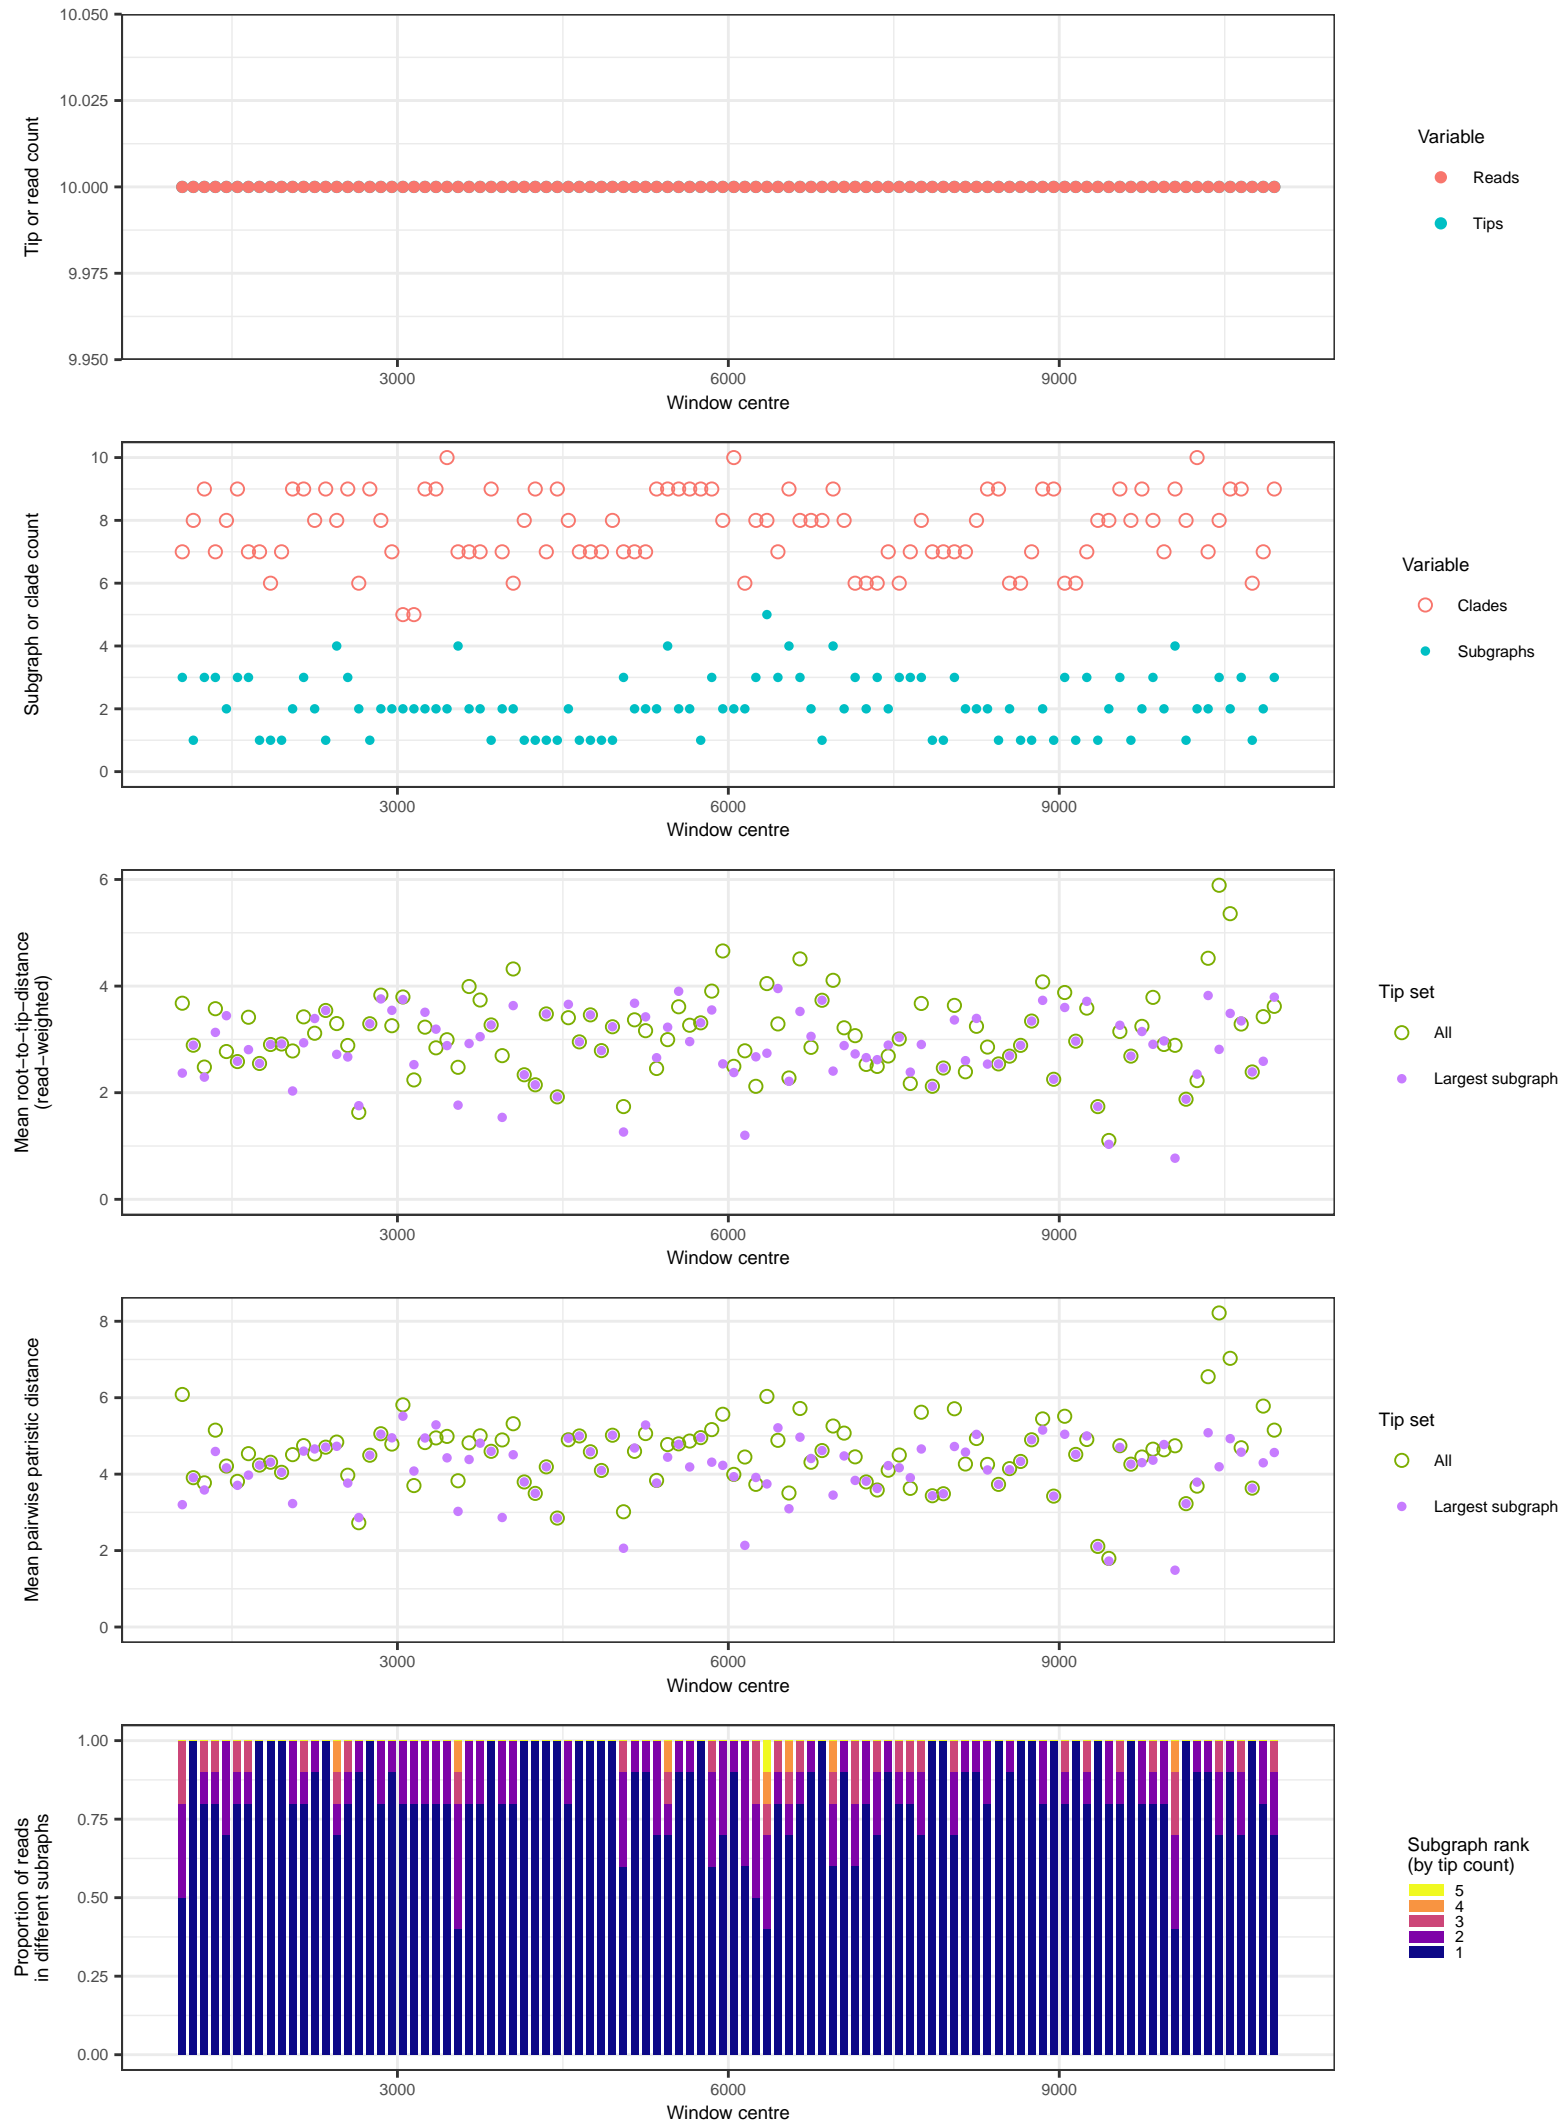 10.050
10.025
10.000
9.975
9.950
Tip or read count
3000 6000 9000
Window centre
Variable
Reads
Tips
10
8
6
4
2
0
Subgraph or clade count
3000 6000 9000
Window centre
Variable
Clades
Subgraphs
6
4
2
0
Mean root−to−tip−distance
(read−weighted)
3000 6000 9000
Window centre
Tip set
All
Largest subgraph
8
6
4
2
0
Mean pairwise patristic distance
3000 6000 9000
Window centre
Tip set
All
Largest subgraph
1.00
0.75
0.50
0.25
0.00
Proportion of reads
in different subraphs
3000 6000 9000
Window centre
Subgraph rank
(by tip count)
5
4
3
2
1